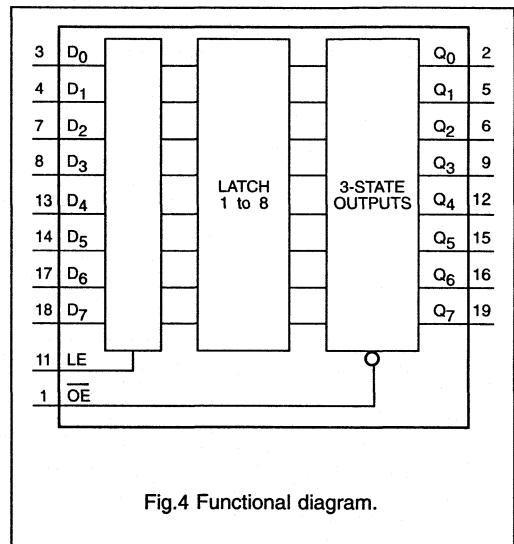 3 D0 Q0 2
4 D1 Q1 5
7 D2 Q2 6
8 D3 Q3 9
LATCH 3-STATE
1 to 8 OUTPUTS
13 D4 Q4 12
14 D5 Q5 15
17 D6 Q6 16
18 D7 Q7 19
11 LE
1 OE
Fig.4 Functional diagram.